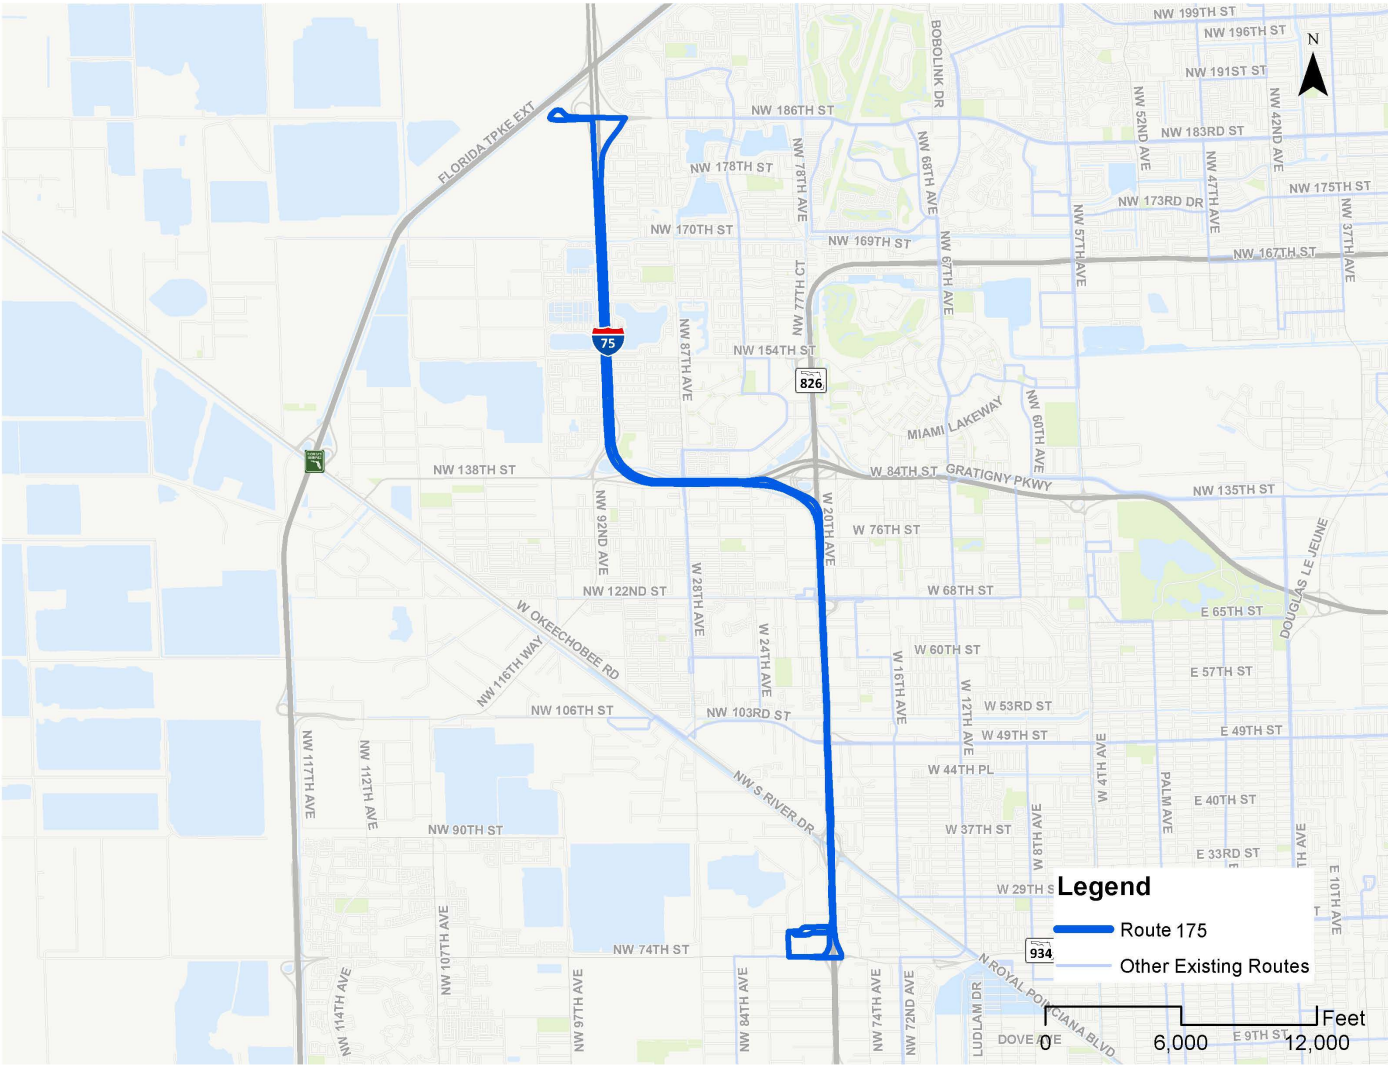 NW 199TH ST
NW 196TH ST
N
BOBOLINK DR
NW 191ST ST
NW 52ND AVE
NW 42ND AVE
FLORIDA TPKE EXT
NW 186TH ST
NW 183RD ST
NW 78TH AVE
NW 68TH AVE
NW 47TH AVE
NW 178TH ST
NW 175TH ST
NW 173RD DR
NW 57TH AVE
NW 37TH AVE
NW 170TH ST
NW 169TH ST
NW 67TH AVE
NW 167TH ST
NW 77TH CT
75
NW 87TH AVE
NW 154TH ST
826
MIAMI LAKEWAY
NW 60TH AVE
NW 138TH ST
W 84TH ST
GRATIGNY PKWY
NW 135TH ST
NW 92ND AVE
W 20TH AVE
W 76TH ST
DOUGLAS LE JEUNE
W 28TH AVE
NW 122ND ST
W 68TH ST
W OKEECHOBEE RD
E 65TH ST
NW 116TH WAY
W 24TH AVE
W 60TH ST
W 16TH AVE
E 57TH ST
W 12TH AVE
NW 106TH ST
NW 103RD ST
W 53RD ST
NW 117TH AVE
NW 112TH AVE
W 49TH ST
E 49TH ST
W 4TH AVE
NW S RIVER DR
W 44TH PL
PALM AVE
E 40TH ST
NW 90TH ST
W 37TH ST
W 8TH AVE
TH AVE
E 33RD ST
E 10TH AVE
W 29TH S
Legend
Route 175
Other Existing Routes
NW 107TH AVE
NW 74TH ST
934
NW 114TH AVE
NW 97TH AVE
NW 84TH AVE
NW 74TH AVE
NW 72ND AVE
LUDLAM DR
N ROYAL POINCIANA BLVD
DOVE AVE
E 9TH ST
Feet
0 6,000 12,000